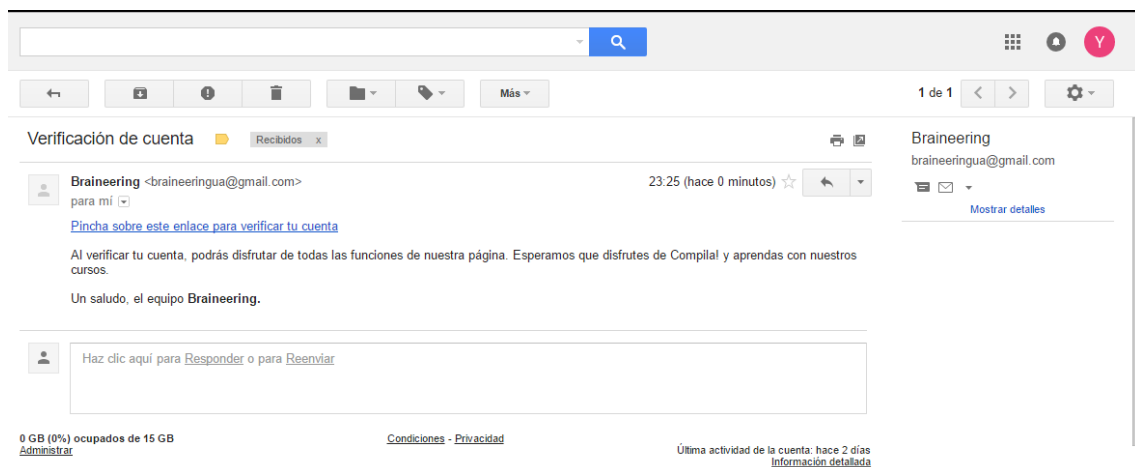 Y
Más
1 de 1
Verificación de cuenta
Recibidos x
Braineering
braineeringua@gmail.com
Mostrar detalles
Braineering <braineeringua@gmail.com>
23:25 (hace 0 minutos)
para mí
Pincha sobre este enlace para verificar tu cuenta
Al verificar tu cuenta, podrás disfrutar de todas las funciones de nuestra página. Esperamos que disfrutes de Compila! y aprendas con nuestros
cursos.
Un saludo, el equipo Braineering.
Haz clic aquí para Responder o para Reenviar
0 GB (0%) ocupados de 15 GB
Administrar
Condiciones - Privacidad
Última actividad de la cuenta: hace 2 días
Información detallada